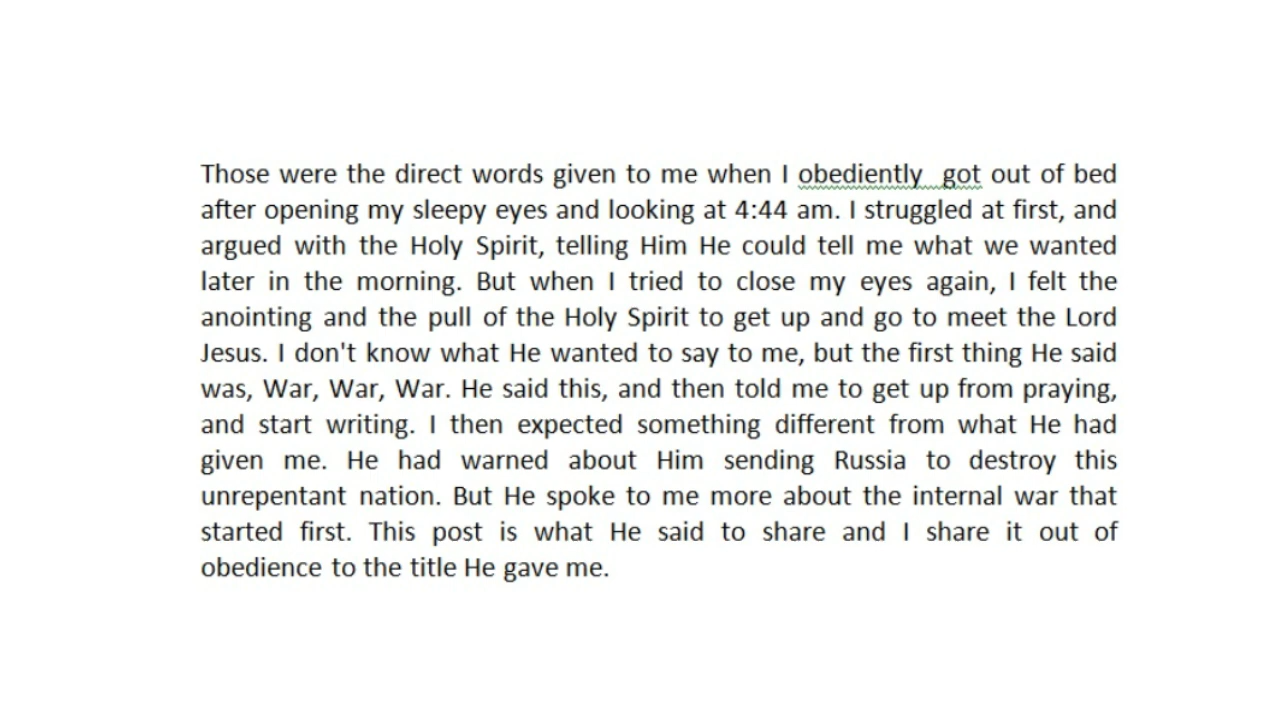 Those were the direct words given to me when I obediently  got out of bed
after opening my sleepy eyes and looking at 4:44 am. I struggled at first, and
argued with the Holy Spirit, telling Him He could tell me what we wanted
later in the morning. But when I tried to close my eyes again, I felt the
anointing and the pull of the Holy Spirit to get up and go to meet the Lord
Jesus. I don't know what He wanted to say to me, but the first thing He said
was, War, War, War. He said this, and then told me to get up from praying,
and start writing. I then expected something different from what He had
given me. He had warned about Him sending Russia to destroy this
unrepentant nation. But He spoke to me more about the internal war that
started first. This post is what He said to share and I share it out of
obedience to the title He gave me.